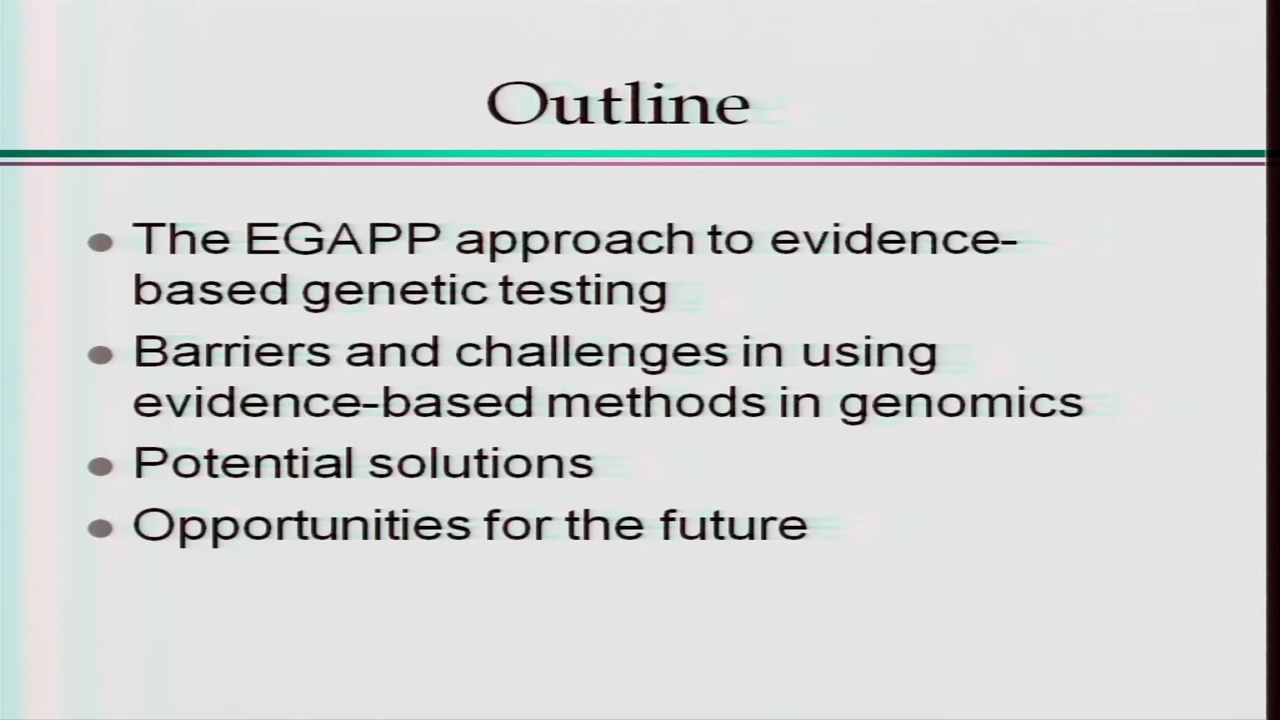 Outline
The EGAPP approach to evidence-
based genetic testing
Barriers and challenges in using
evidence-based methods in genomics
Potential solutions
Opportunities for the future